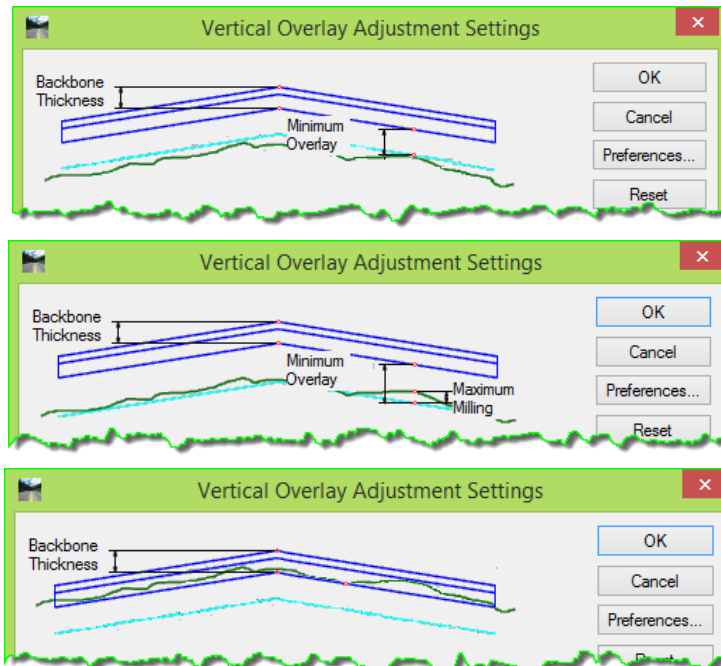 Vertical Overlay Adjustment Settings
Backbone
Thickness
Minimum
Overlay
OK
Cancel
Preferences...
Reset
Vertical Overlay Adjustment Settings
Backbone
Thickness
Minimum
Overlay
Maximum
Milling
OK
Cancel
Preferences...
Reset
Vertical Overlay Adjustment Settings
Backbone
Thickness
OK
Cancel
Preferences...